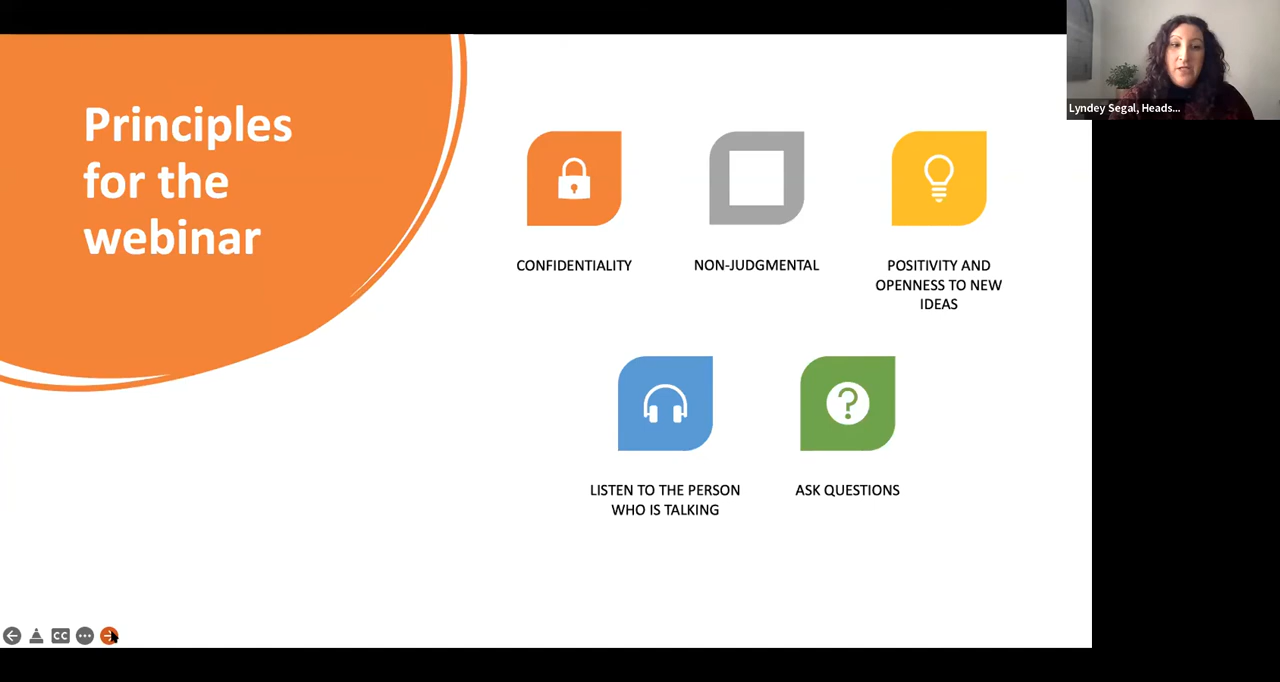 Principles
for the
webinar
CONFIDENTIALITY
NON-JUDGMENTAL
POSITIVITY AND
OPENNESS TO NEW
IDEAS
LISTEN TO THE PERSON
WHO IS TALKING
ASK QUESTIONS
Lyndey Segal, Heads...
CC
?